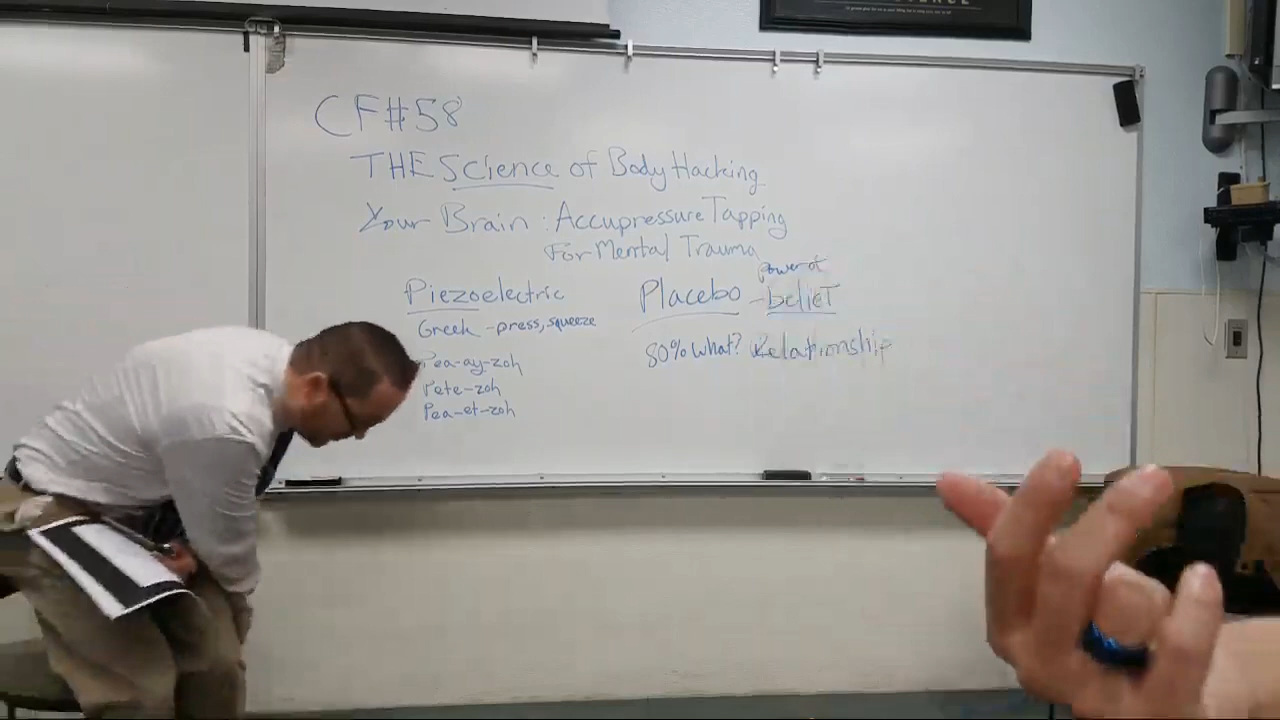 CF#58
THE Science of Body Hacking
Your Brain: Accupressure Tapping
For Mental Trauma
Piezoelectric
Greek - press, squeeze
Pea-ay-zoh
Pete-zoh
Pea-et-zoh
power of
Placebo - belief
80% what? Relationship